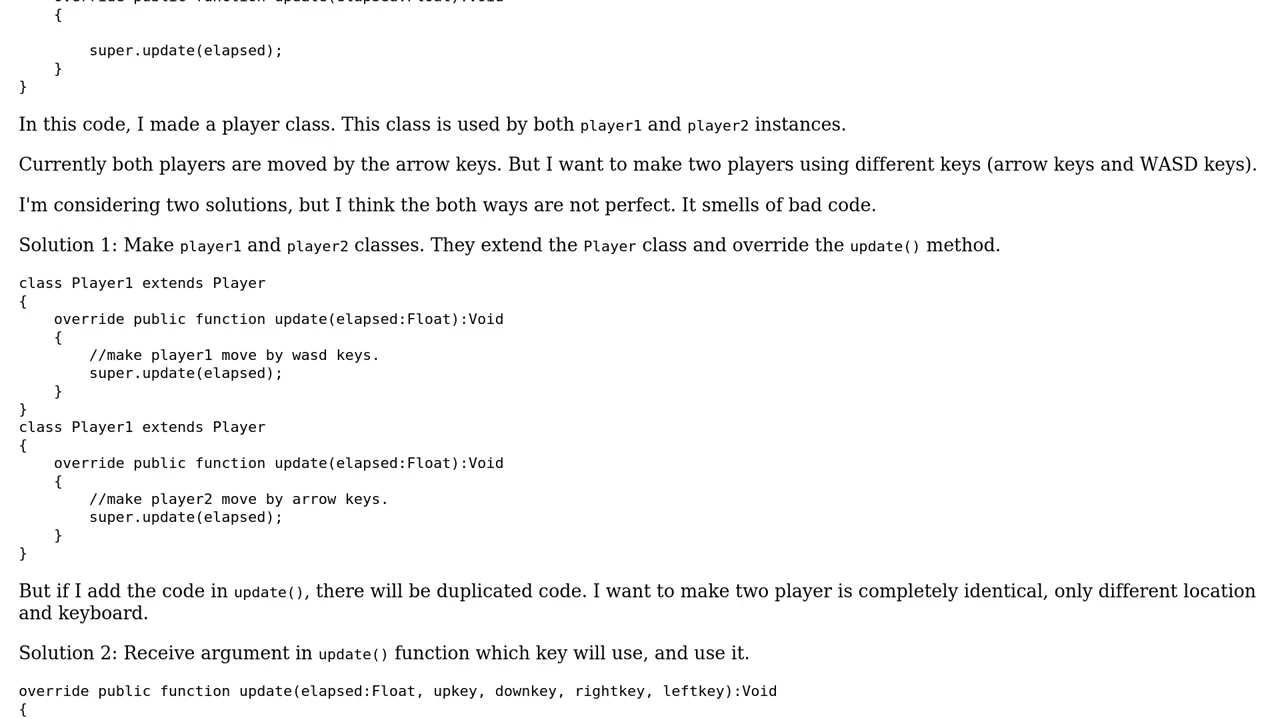 override public function update(elapsed:Float):Void
    {

        super.update(elapsed);
    }
}
In this code, I made a player class. This class is used by both player1 and player2 instances.
Currently both players are moved by the arrow keys. But I want to make two players using different keys (arrow keys and WASD keys).
I'm considering two solutions, but I think the both ways are not perfect. It smells of bad code.
Solution 1: Make player1 and player2 classes. They extend the Player class and override the update() method.
class Player1 extends Player
{
    override public function update(elapsed:Float):Void
    {
        //make player1 move by wasd keys.
        super.update(elapsed);
    }
}
class Player1 extends Player
{
    override public function update(elapsed:Float):Void
    {
        //make player2 move by arrow keys.
        super.update(elapsed);
    }
}
But if I add the code in update(), there will be duplicated code. I want to make two player is completely identical, only different location
and keyboard.
Solution 2: Receive argument in update() function which key will use, and use it.
override public function update(elapsed:Float, upkey, downkey, rightkey, leftkey):Void
{